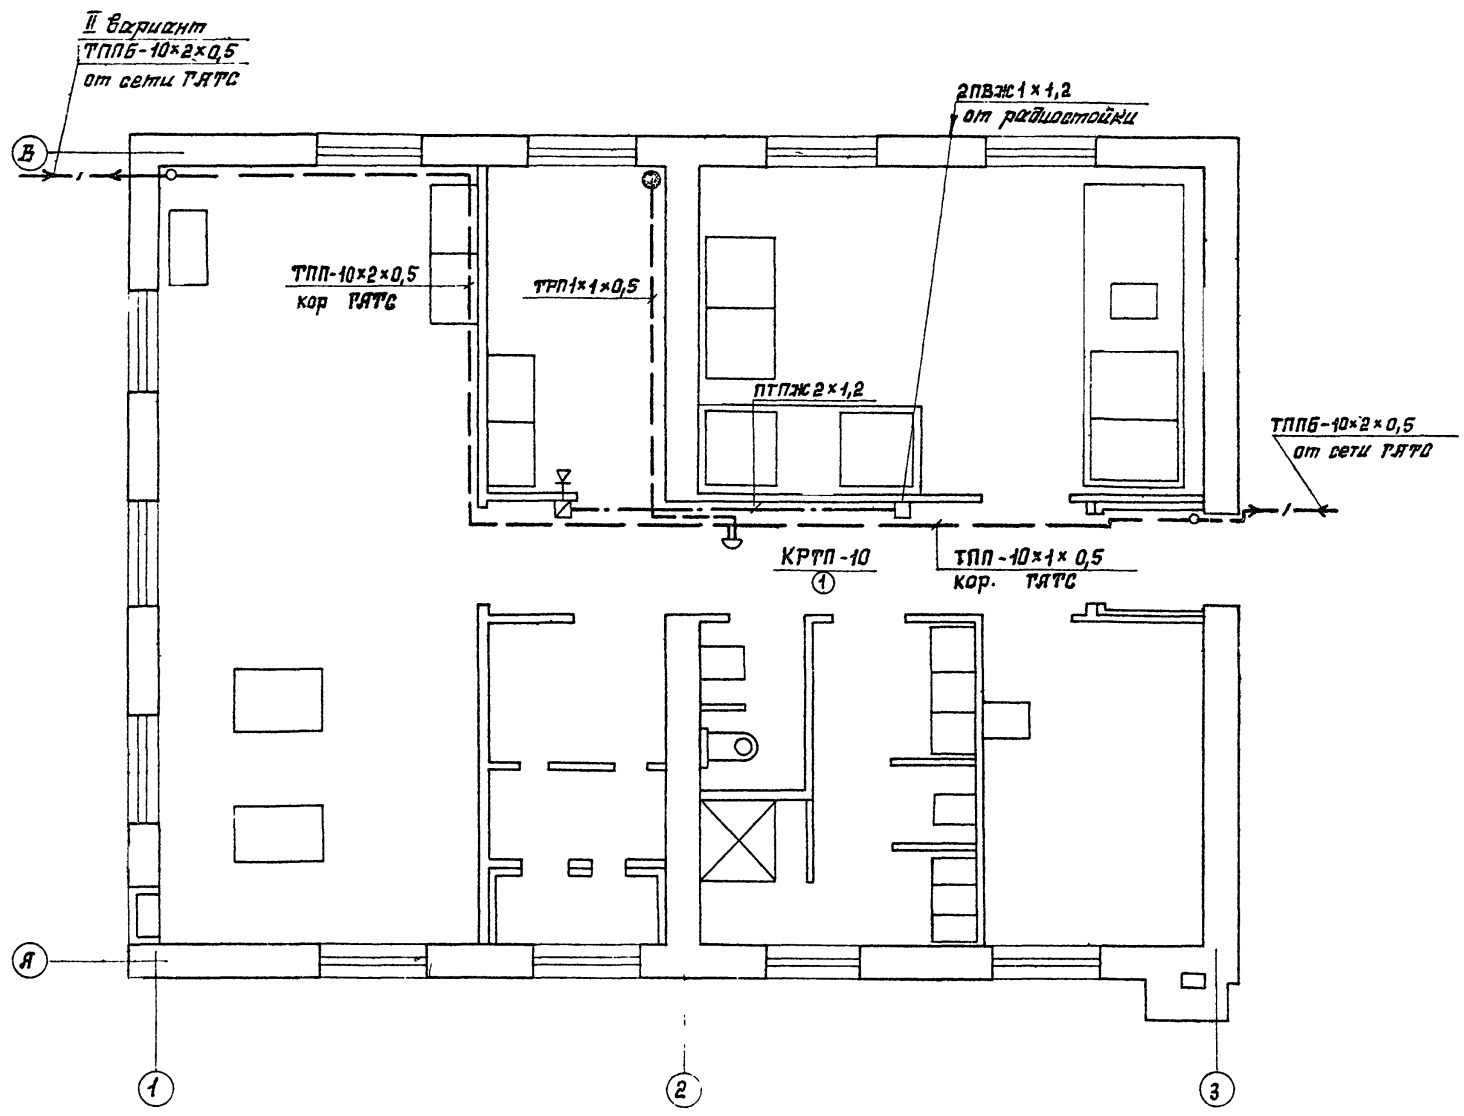 II вариант
ТППБ-10×2×0,5
от сети ГАТС
2ПВЖ1×1,2
от радиостойки
В
ТПП-10×2×0,5
кор ГАТС
ТРП1×1×0,5
ПТПЖ2×1,2
ТППБ-10×2×0,5
от сети ГАТС
КРТП-10
1
ТПП-10×1×0,5
кор. ГАТС
А
1
2
3